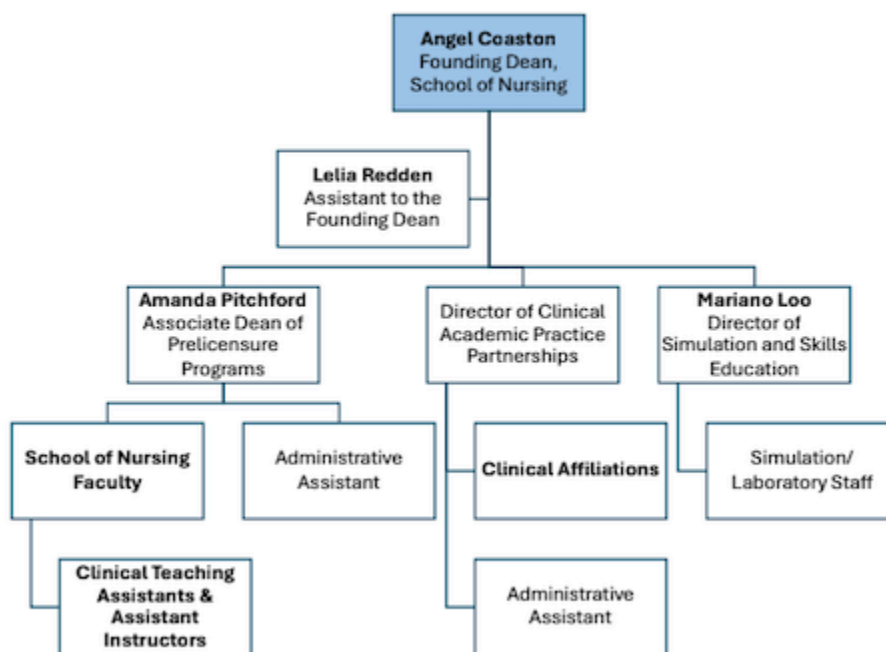 Angel Coaston
Founding Dean,
School of Nursing
Lelia Redden
Assistant to the
Founding Dean
Amanda Pitchford
Associate Dean of
Prelicensure
Programs
Director of Clinical
Academic Practice
Partnerships
Mariano Loo
Director of
Simulation and Skills
Education
School of Nursing
Faculty
Administrative
Assistant
Clinical Affiliations
Simulation/
Laboratory Staff
Clinical Teaching
Assistants &
Assistant
Instructors
Administrative
Assistant